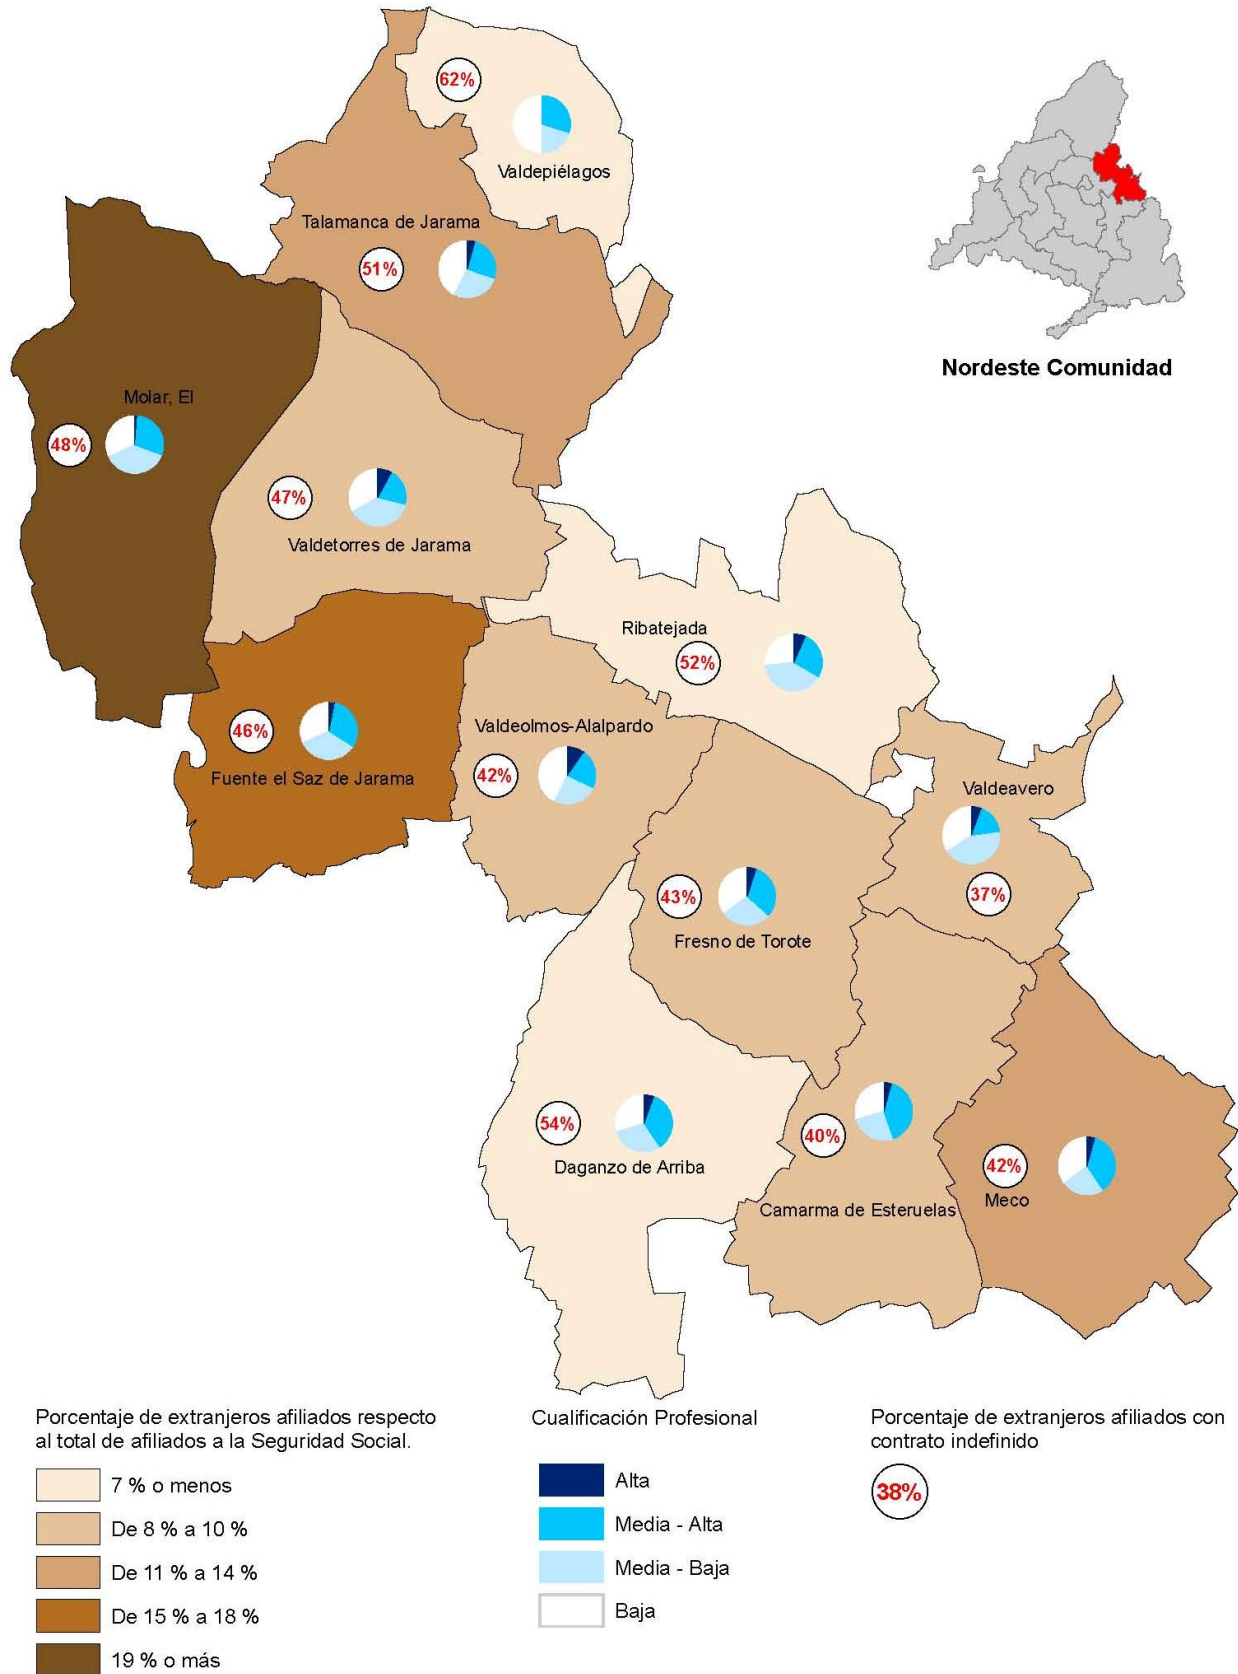 62%
Valdepiélagos
Talamanca de Jarama
51%
Nordeste Comunidad
Molar, El
48%
47%
Valdetorres de Jarama
Ribatejada
52%
46%
Fuente el Saz de Jarama
Valdeolmos-Alalpardo
42%
Valdeavero
37%
43%
Fresno de Torote
54%
Daganzo de Arriba
40%
Camarma de Esteruelas
42%
Meco
Porcentaje de extranjeros afiliados respecto
al total de afiliados a la Seguridad Social.
7 % o menos
De 8 % a 10 %
De 11 % a 14 %
De 15 % a 18 %
19 % o más
Cualificación Profesional
Alta
Media - Alta
Media - Baja
Baja
Porcentaje de extranjeros afiliados con
contrato indefinido
38%